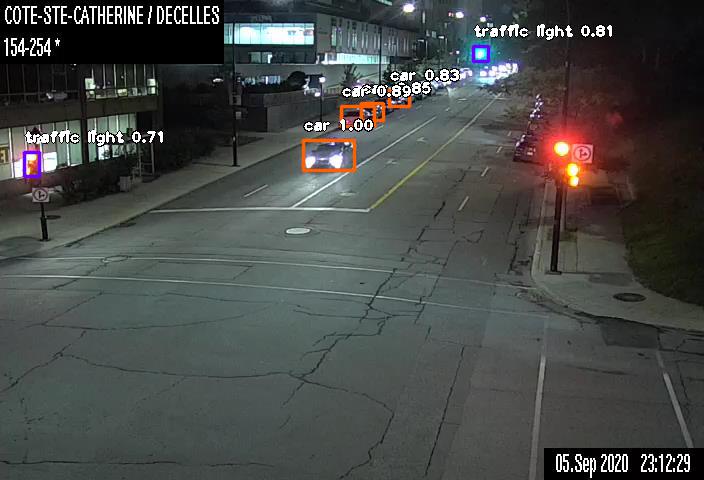 COTE-STE-CATHERINE / DECELLES
154-254 *
traffic light 0.81
car 0.83
car 0.89
85
car 1.00
traffic light 0.71
05.Sep 2020 23:12:29